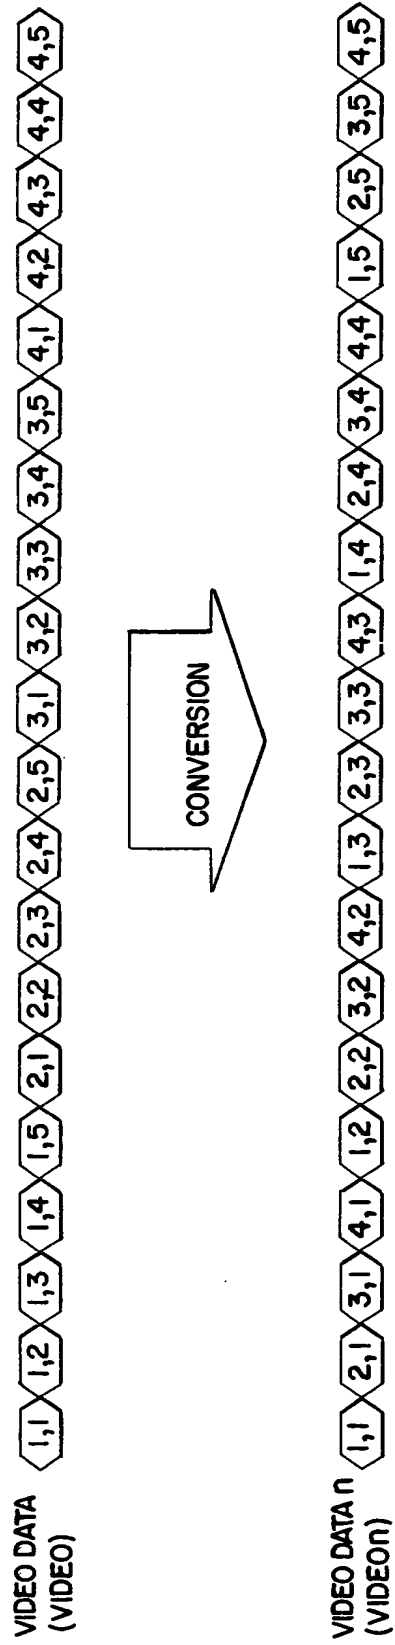 VIDEO DATA
(VIDEO)
1,1 1,2 1,3 1,4 1,5 2,1 2,2 2,3 2,4 2,5 3,1 3,2 3,3 3,4 3,5 4,1 4,2 4,3 4,4 4,5
CONVERSION
VIDEO DATA n
(VIDEOn)
1,1 2,1 3,1 4,1 1,2 2,2 3,2 4,2 1,3 2,3 3,3 4,3 1,4 2,4 3,4 4,4 1,5 2,5 3,5 4,5